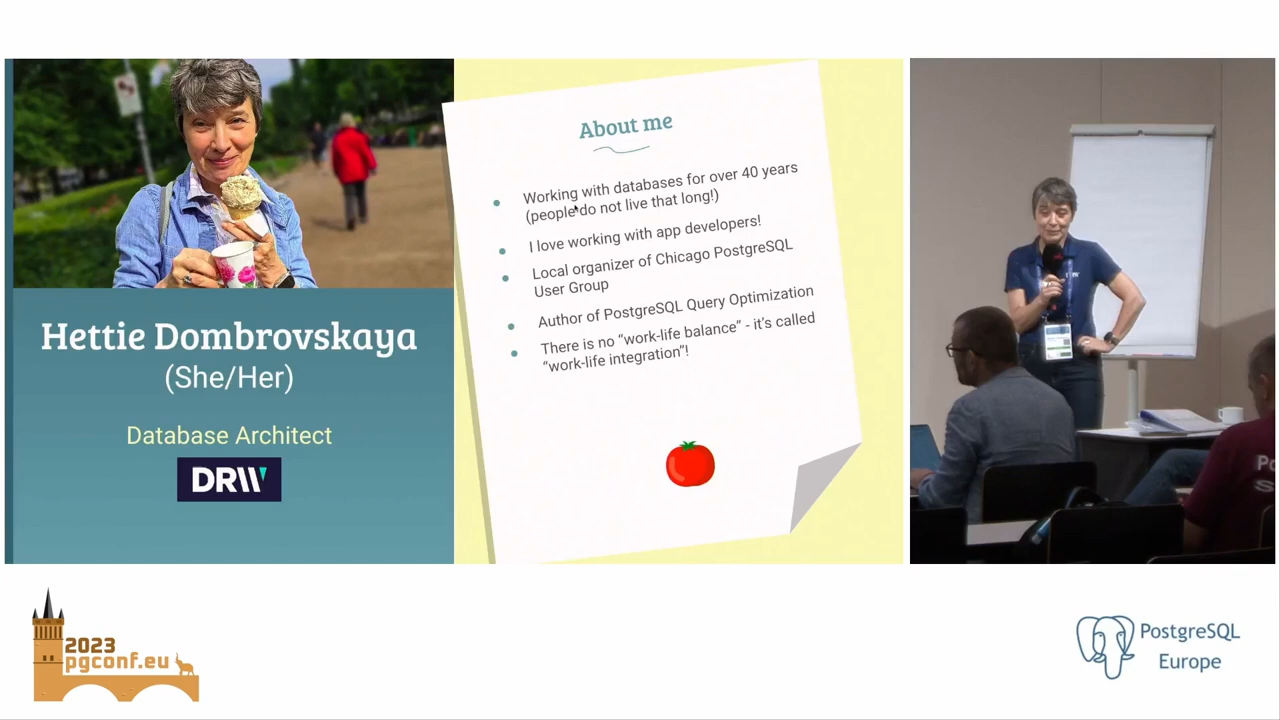 Hettie Dombrovskaya
(She/Her)
Database Architect
DRW
About me
Working with databases for over 40 years
(people do not live that long!)
I love working with app developers!
Local organizer of Chicago PostgreSQL
User Group
Author of PostgreSQL Query Optimization
There is no “work-life balance” - it’s called
“work-life integration”!
2023
pgconf.eu
PostgreSQL
Europe